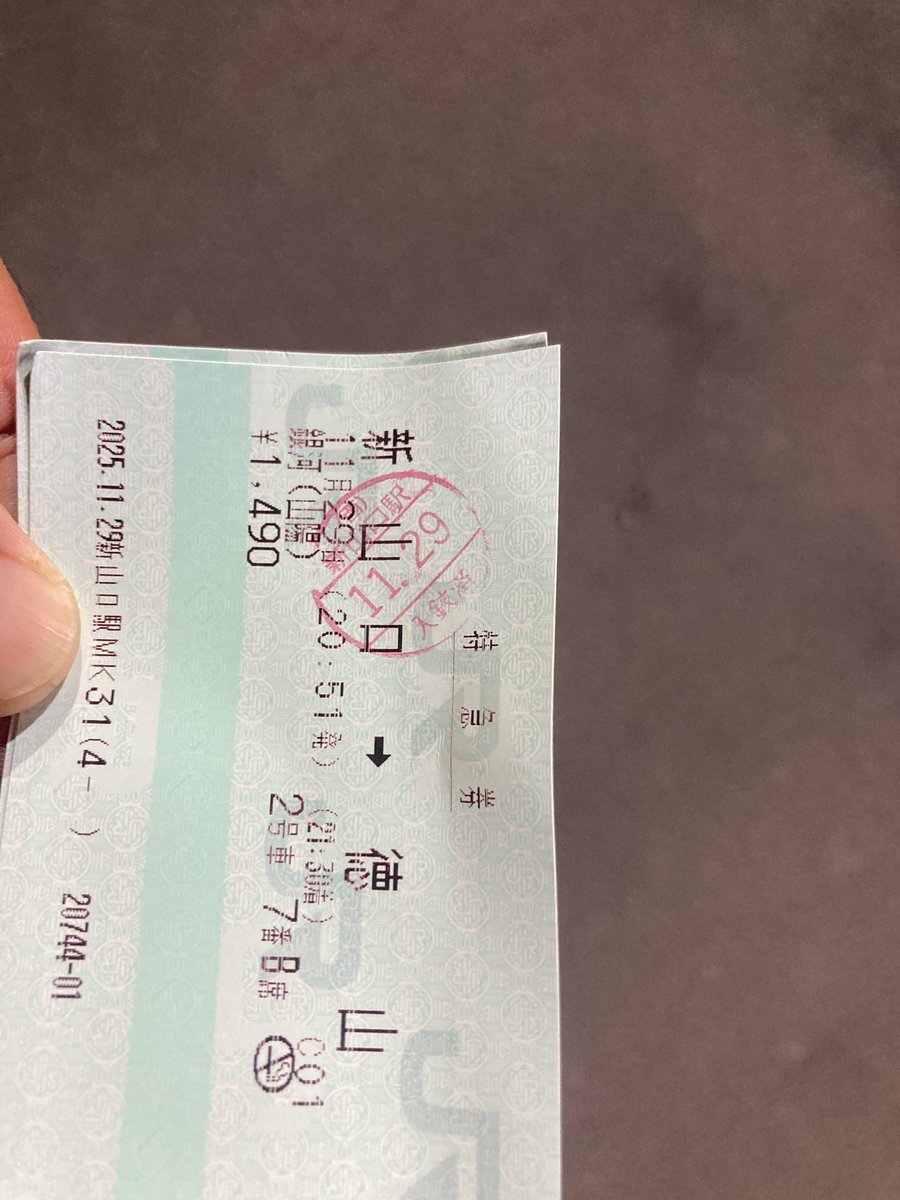 特急券
新山口 ➡ 徳山
11月29日 (20:51発) (21:30着) C01
銀河(山陽) 2号車 7番B席
¥1,490
2025.11.29新山口駅MK31(4- ) 20744-01
新山口駅
11.29
入鋏済